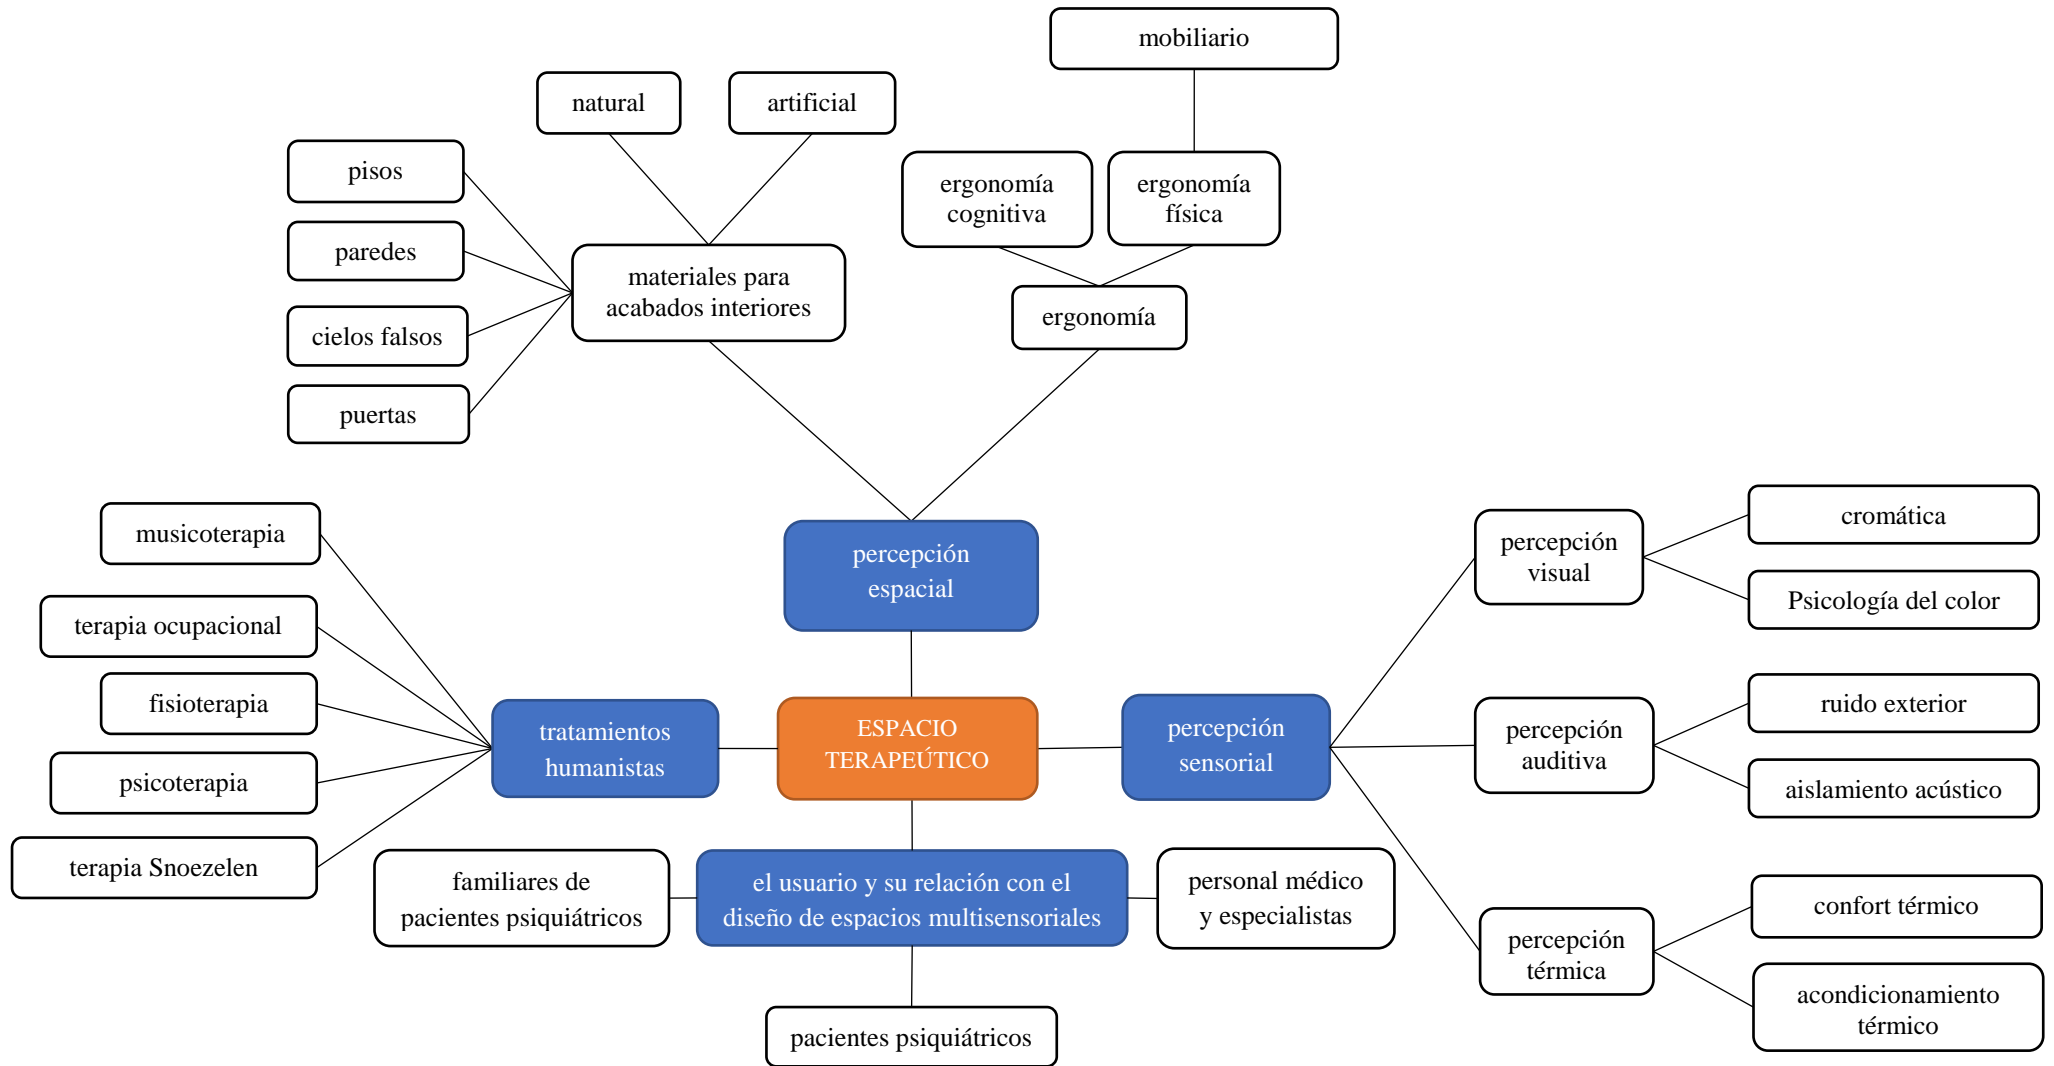 mobiliario
natural
artificial
pisos
ergonomía
cognitiva
ergonomía
física
paredes
materiales para
acabados interiores
cielos falsos
ergonomía
puertas
musicoterapia
percepción
espacial
percepción
visual
cromática
Psicología del color
terapia ocupacional
fisioterapia
tratamientos
humanistas
ESPACIO
TERAPEÚTICO
percepción
sensorial
percepción
auditiva
ruido exterior
aislamiento acústico
psicoterapia
terapia Snoezelen
familiares de
pacientes psiquiátricos
el usuario y su relación con el
diseño de espacios multisensoriales
personal médico
y especialistas
percepción
térmica
confort térmico
acondicionamiento
térmico
pacientes psiquiátricos